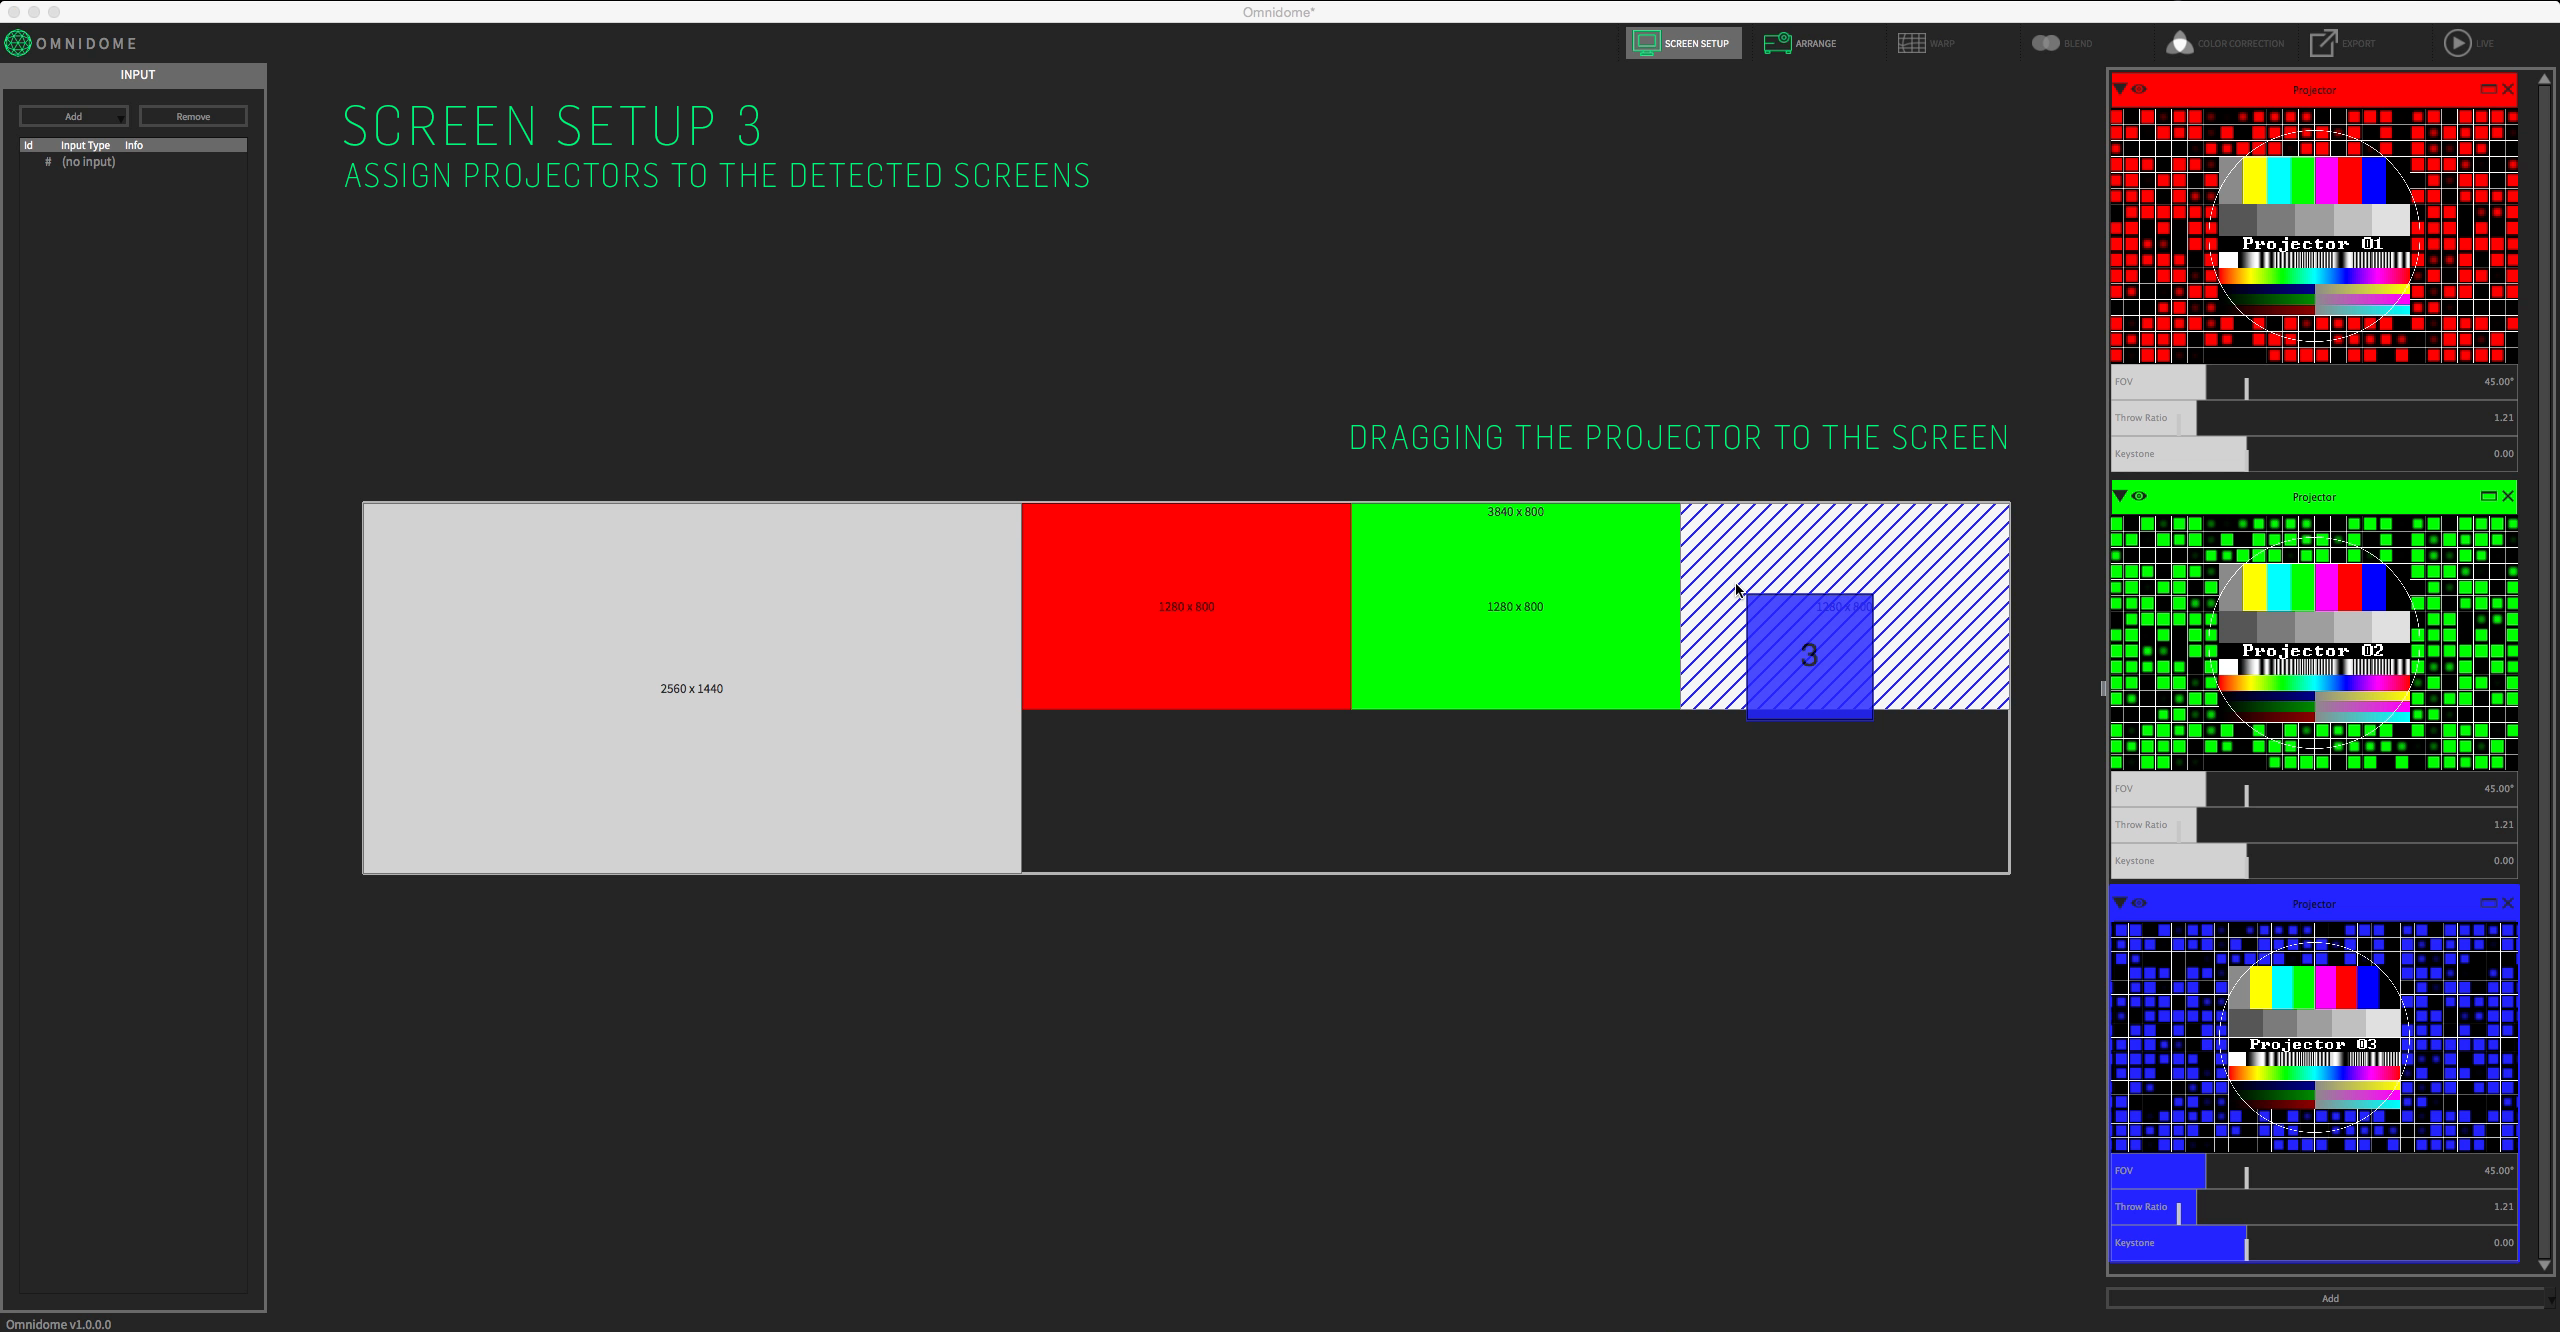 Omnidome*
OMNIDOME
SCREEN SETUP
ARRANGE
WARP
BLEND
COLOR CORRECTION
EXPORT
LIVE
INPUT
Add
Remove
Id Input Type Info
# (no input)
SCREEN SETUP 3
ASSIGN PROJECTORS TO THE DETECTED SCREENS
DRAGGING THE PROJECTOR TO THE SCREEN
3840 x 800
1280 x 800
1280 x 800
1280 x 800
3
2560 x 1440
Projector
Projector 01
FOV 45.00°
Throw Ratio 1.21
Keystone 0.00
Projector
Projector 02
FOV 45.00°
Throw Ratio 1.21
Keystone 0.00
Projector
Projector 03
FOV 45.00°
Throw Ratio 1.21
Keystone 0.00
Add
Omnidome v1.0.0.0